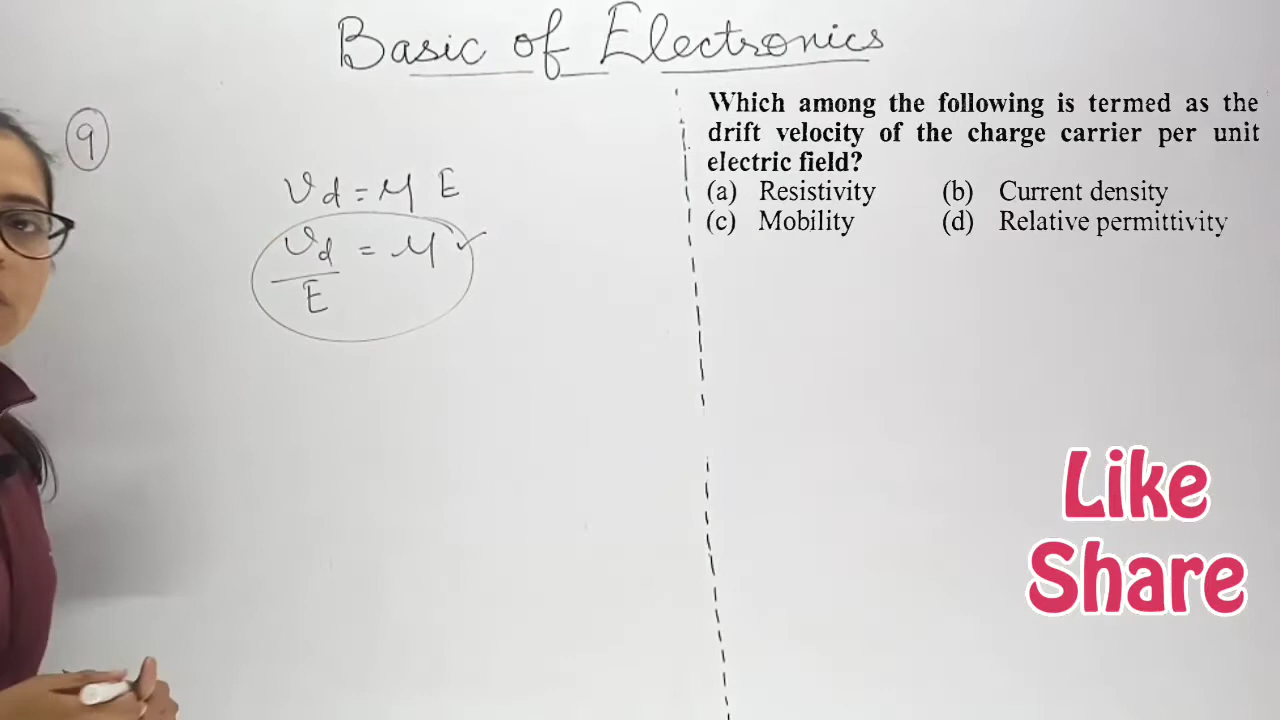 Basic of Electronics
9
Vd = μ E
Vd / E = μ ✓
Which among the following is termed as the
drift velocity of the charge carrier per unit
electric field?
(a) Resistivity (b) Current density
(c) Mobility (d) Relative permittivity
Like
Share